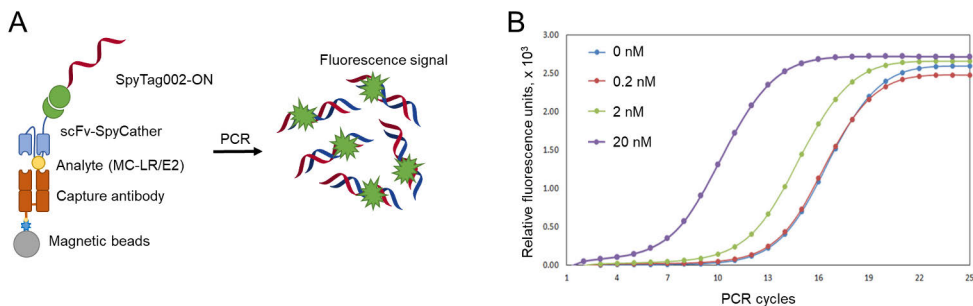 A
SpyTag002-ON
scFv-SpyCather
Analyte (MC-LR/E2)
Capture antibody
Magnetic beads
PCR
Fluorescence signal
B
Relative fluorescence units, x 10³
3.00
2.50
2.00
1.50
1.00
0.50
0.00
0 nM
0.2 nM
2 nM
20 nM
1 4 7 10 13 16 19 22 25
PCR cycles